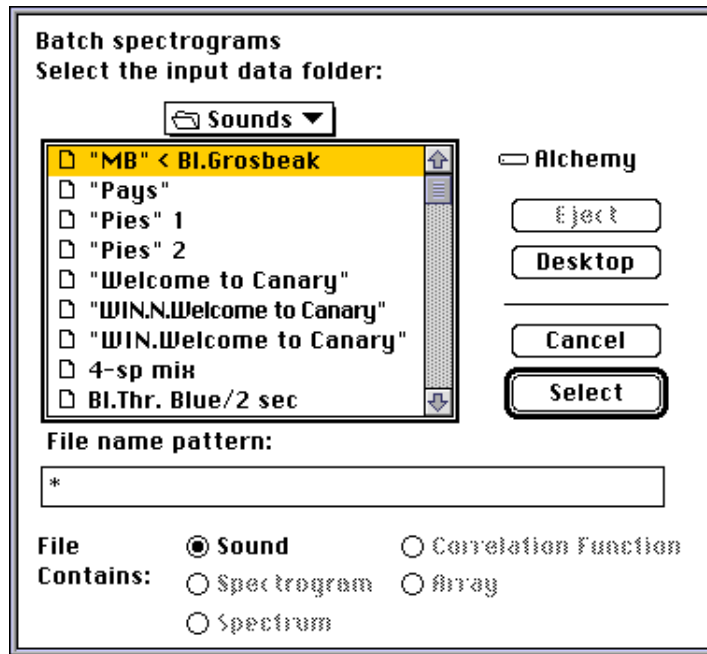 Batch spectrograms
Select the input data folder:
Sounds
"MB" < Bl.Grosbeak
"Pays"
"Pies" 1
"Pies" 2
"Welcome to Canary"
"WIN.N.Welcome to Canary"
"WIN.Welcome to Canary"
4-sp mix
Bl.Thr. Blue/2 sec
Alchemy
Eject
Desktop
Cancel
Select
File name pattern:
*
File Contains:
Sound
Spectrogram
Spectrum
Correlation Function
Array